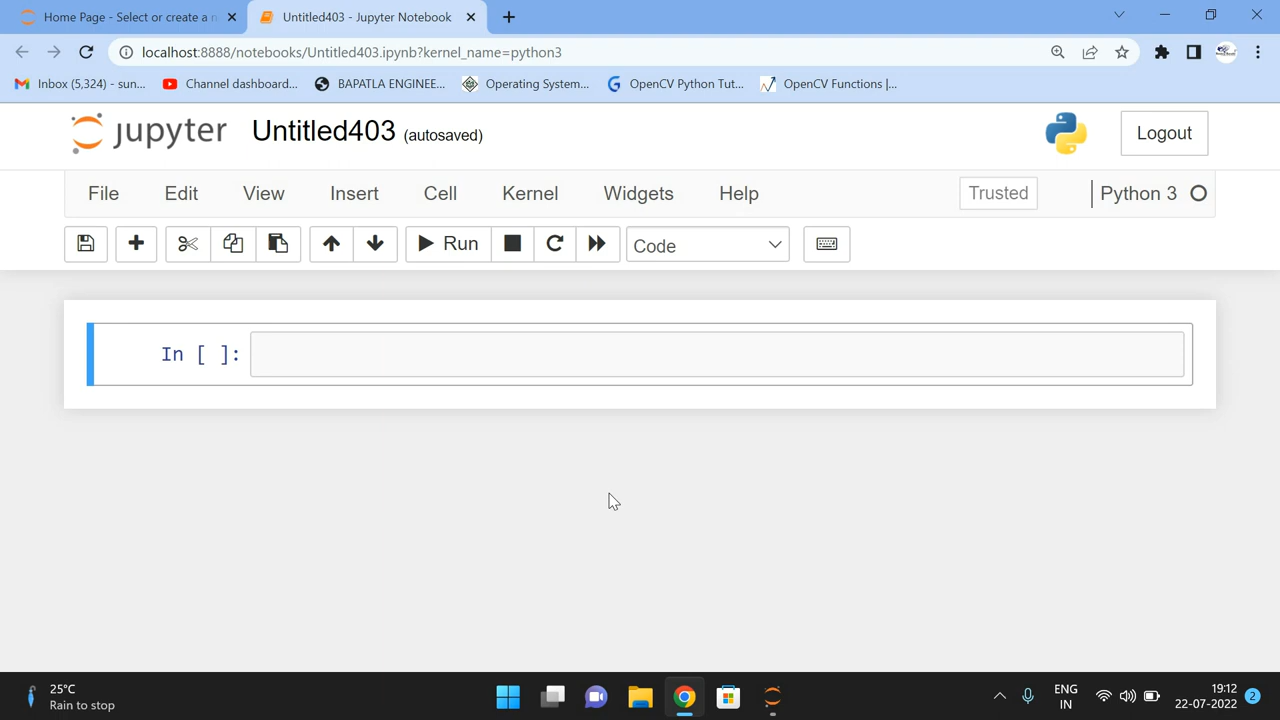 Home Page - Select or create a n
Untitled403 - Jupyter Notebook
localhost:8888/notebooks/Untitled403.ipynb?kernel_name=python3
Inbox (5,324) - sun...
Channel dashboard...
BAPATLA ENGINEE...
Operating System...
OpenCV Python Tut...
OpenCV Functions |...
jupyter Untitled403 (autosaved)
Logout
File Edit View Insert Cell Kernel Widgets Help
Trusted
Python 3
Run
Code
In [ ]:
25°C
Rain to stop
ENG
IN
19:12
22-07-2022
2